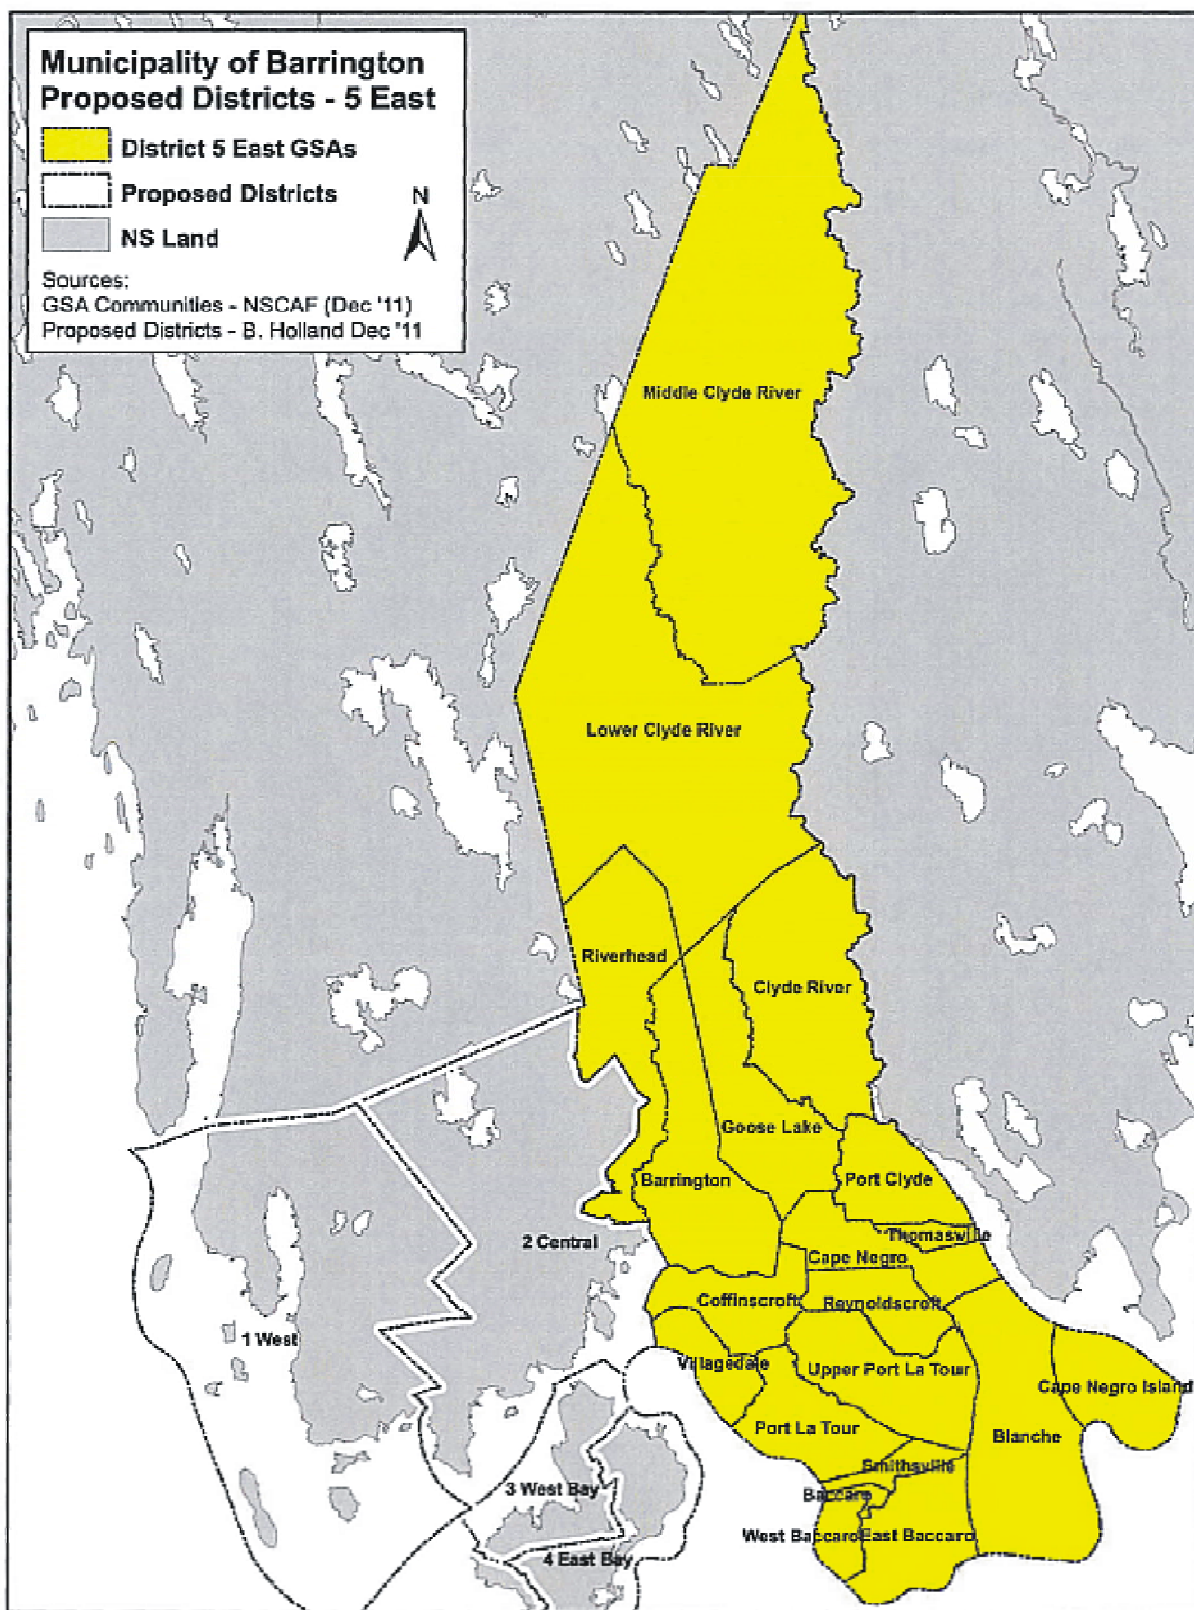 Municipality of Barrington
Proposed Districts - 5 East
District 5 East GSAs
Proposed Districts
NS Land
N
Sources:
GSA Communities - NSCAF (Dec '11)
Proposed Districts - B. Holland Dec '11
Middle Clyde River
Lower Clyde River
Riverhead
Clyde River
Goose Lake
Barrington
Port Clyde
Thomasville
2 Central
Cape Negro
Coffinscroft
Reynoldscroft
1 West
Villagedale
Upper Port La Tour
Cape Negro Island
Port La Tour
Blanche
Smithsville
3 West Bay
Baccaro
West Baccaro
East Baccaro
4 East Bay